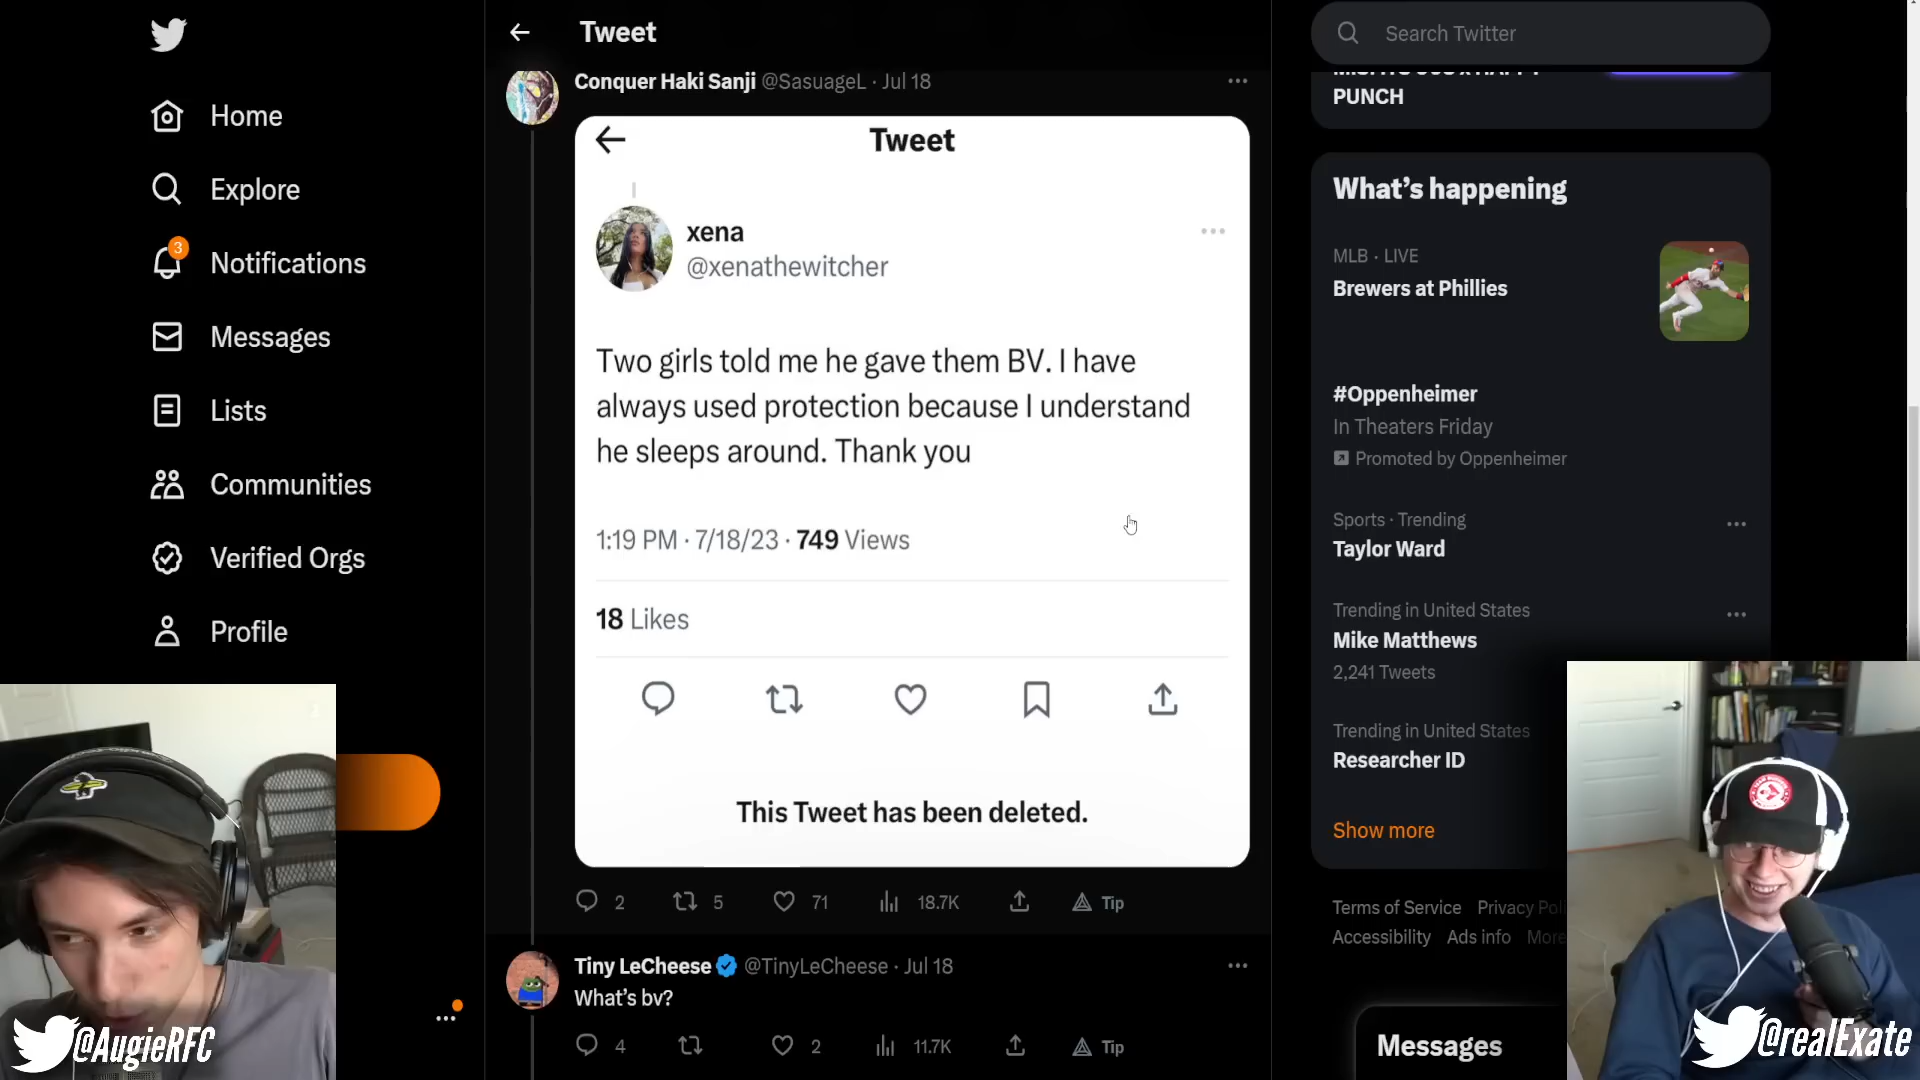 Home
Explore
3
Notifications
Messages
Lists
Communities
Verified Orgs
Profile
@AugieRFC
Tweet
Conquer Haki Sanji @SasuageL · Jul 18
Tweet
xena
@xenathewitcher
Two girls told me he gave them BV. I have
always used protection because I understand
he sleeps around. Thank you
1:19 PM · 7/18/23 · 749 Views
18 Likes
This Tweet has been deleted.
2 5 71 18.7K Tip
Tiny LeCheese @TinyLeCheese · Jul 18
What's bv?
4 2 11.7K Tip
Search Twitter
PUNCH
What's happening
MLB · LIVE
Brewers at Phillies
#Oppenheimer
In Theaters Friday
Promoted by Oppenheimer
Sports · Trending
Taylor Ward
Trending in United States
Mike Matthews
2,241 Tweets
Trending in United States
Researcher ID
Show more
Terms of Service Privacy
Accessibility Ads info More
Messages
@realExate